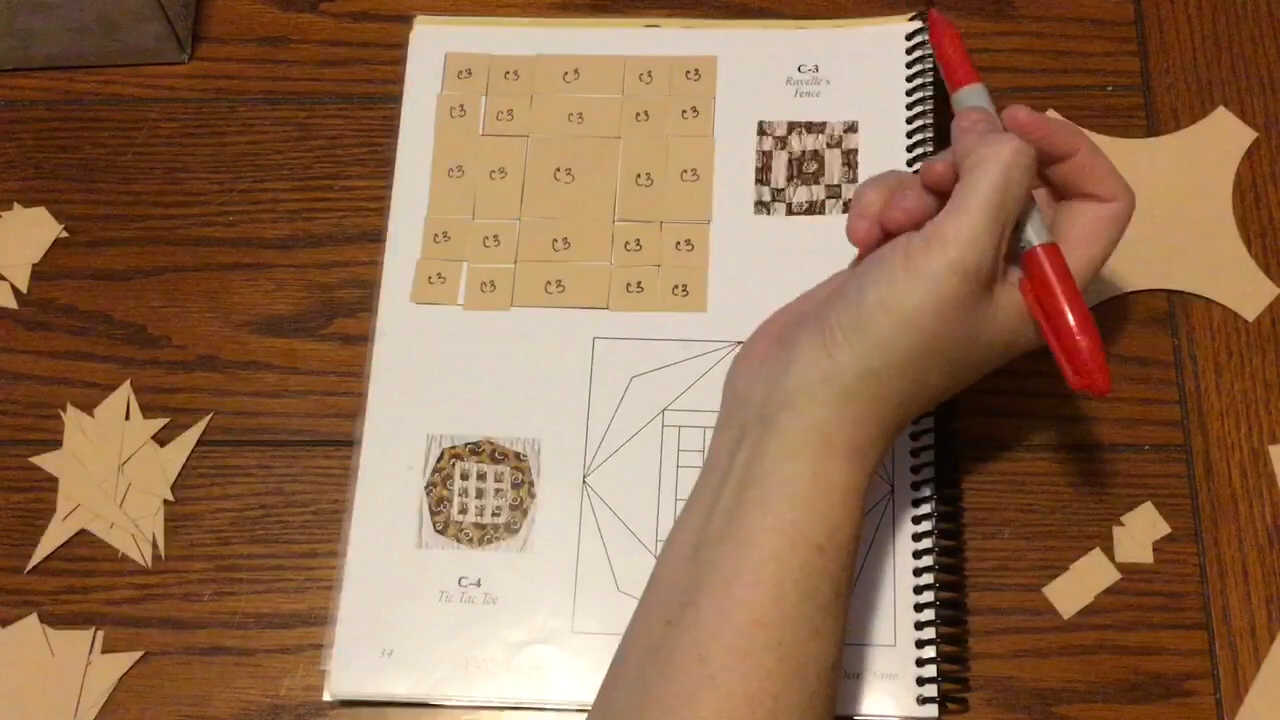 c3 c3 c3 c3 c3
c3 c3 c3 c3 c3
c3 c3 c3 c3 c3
c3 c3 c3 c3 c3
c3 c3 c3 c3 c3
C-3
Ravelle's
Fence
C-4
Tic Tac Toe
34